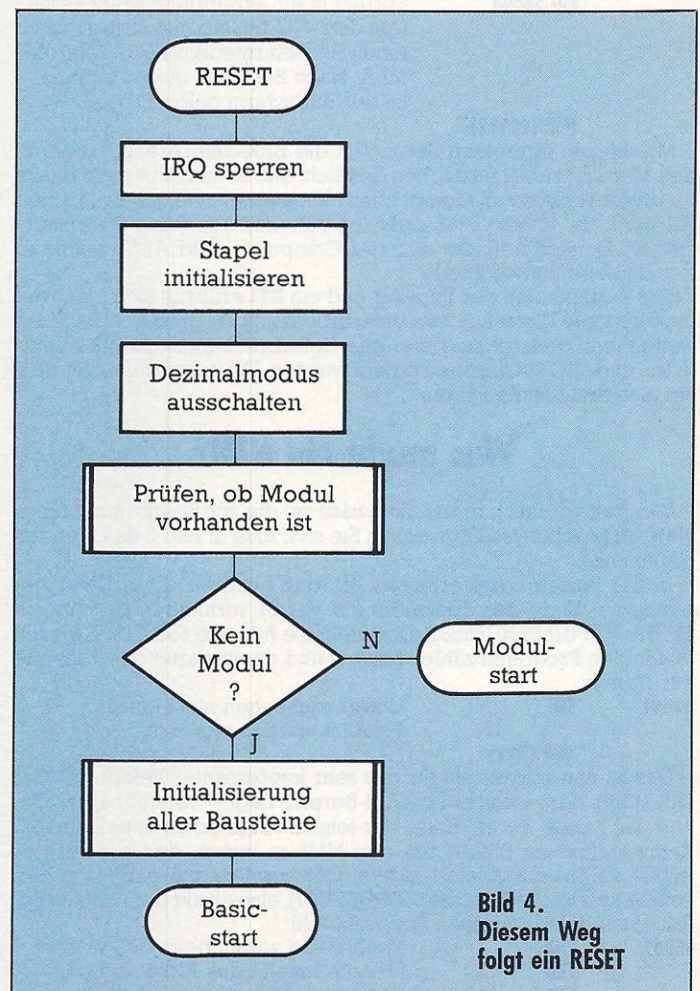 RESET
IRQ sperren
Stapel
initialisieren
Dezimalmodus
ausschalten
Prüfen, ob Modul
vorhanden ist
Kein
Modul
?
N
Modul-
start
J
Initialisierung
aller Bausteine
Basic-
start
Bild 4.
Diesem Weg
folgt ein RESET